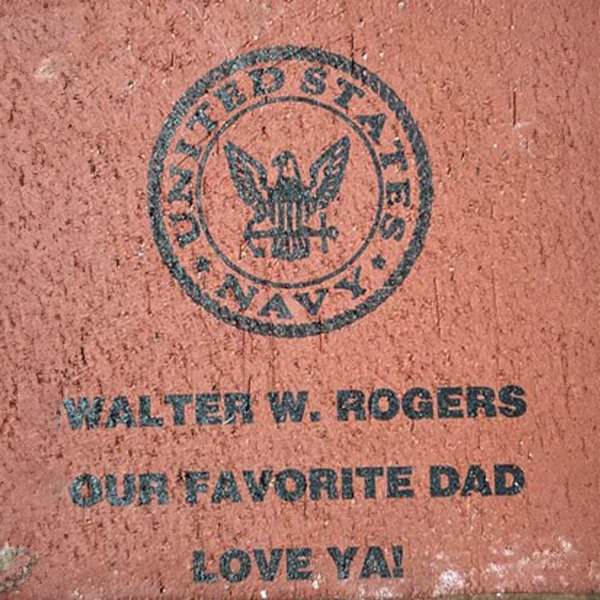 UNITED STATES
NAVY
WALTER W. ROGERS
OUR FAVORITE DAD
LOVE YA!